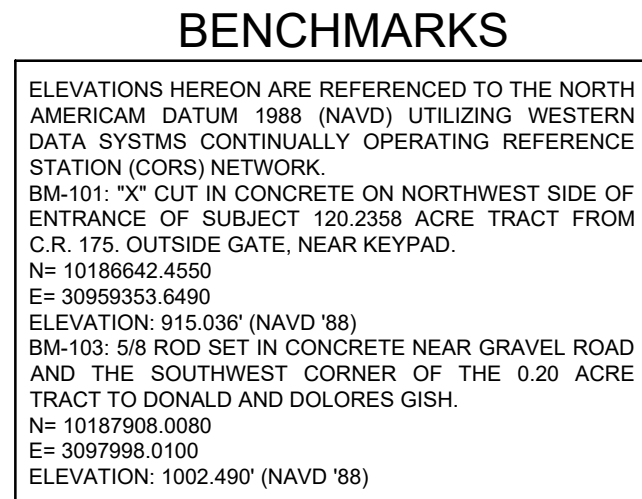 BENCHMARKS
ELEVATIONS HEREON ARE REFERENCED TO THE NORTH
AMERICAM DATUM 1988 (NAVD) UTILIZING WESTERN
DATA SYSTMS CONTINUALLY OPERATING REFERENCE
STATION (CORS) NETWORK.
BM-101: "X" CUT IN CONCRETE ON NORTHWEST SIDE OF
ENTRANCE OF SUBJECT 120.2358 ACRE TRACT FROM
C.R. 175. OUTSIDE GATE, NEAR KEYPAD.
N= 10186642.4550
E= 30959353.6490
ELEVATION: 915.036' (NAVD '88)
BM-103: 5/8 ROD SET IN CONCRETE NEAR GRAVEL ROAD
AND THE SOUTHWEST CORNER OF THE 0.20 ACRE
TRACT TO DONALD AND DOLORES GISH.
N= 10187908.0080
E= 3097998.0100
ELEVATION: 1002.490' (NAVD '88)